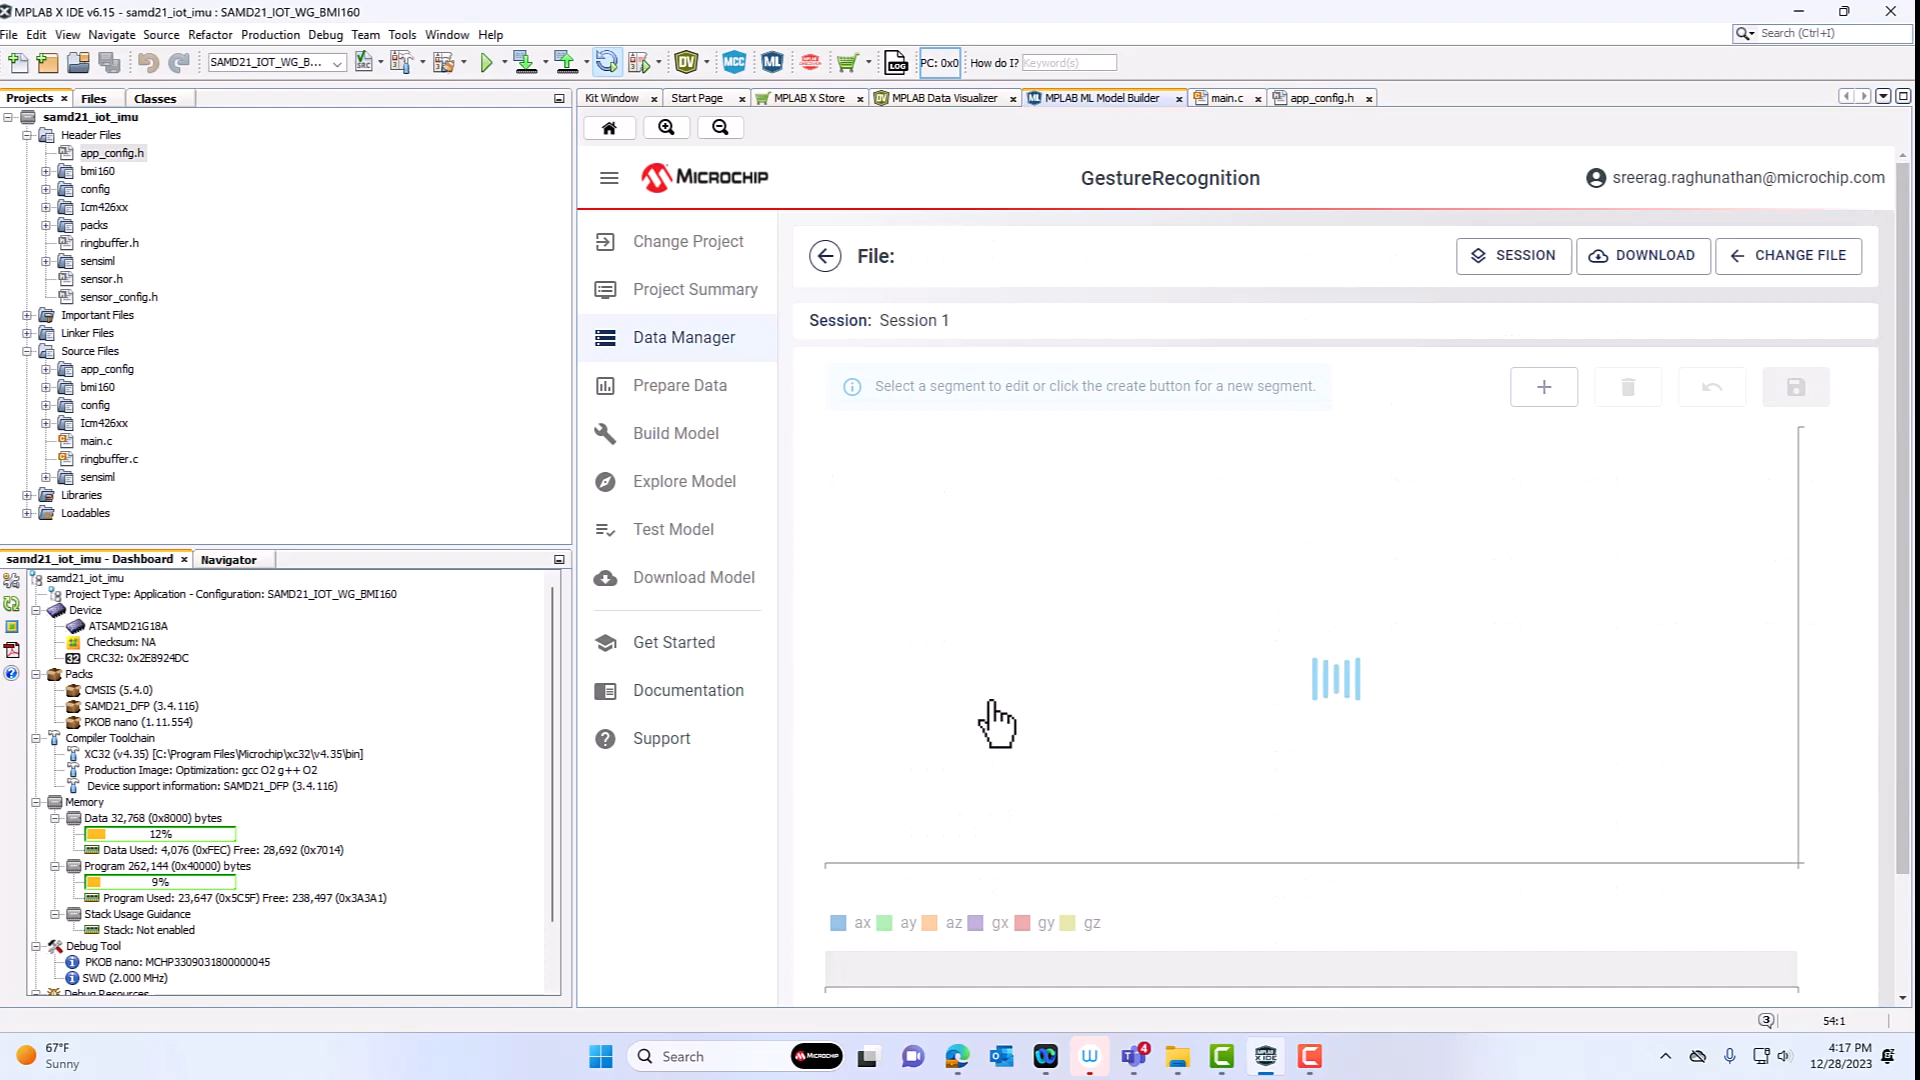 MPLAB X IDE v6.15 - samd21_iot_imu : SAMD21_IOT_WG_BMI160
File Edit View Navigate Source Refactor Production Debug Team Tools Window Help
Search (Ctrl+I)
SAMD21_IOT_WG_B...
DV
MCC
ML
LOG
PC: 0x0
How do I? Keyword(s)
Projects
Files
Classes
Kit Window
Start Page
MPLAB X Store
MPLAB Data Visualizer
MPLAB ML Model Builder
main.c
app_config.h
samd21_iot_imu
Header Files
app_config.h
bmi160
config
Icm426xx
packs
ringbuffer.h
sensiml
sensor.h
sensor_config.h
Important Files
Linker Files
Source Files
app_config
bmi160
config
Icm426xx
main.c
ringbuffer.c
sensiml
Libraries
Loadables
samd21_iot_imu - Dashboard
Navigator
samd21_iot_imu
Project Type: Application - Configuration: SAMD21_IOT_WG_BMI160
Device
ATSAMD21G18A
Checksum: NA
CRC32: 0x2E8924DC
Packs
CMSIS (5.4.0)
SAMD21_DFP (3.4.116)
PKOB nano (1.11.554)
Compiler Toolchain
XC32 (v4.35) [C:\Program Files\Microchip\xc32\v4.35\bin]
Production Image: Optimization: gcc O2 g++ O2
Device support information: SAMD21_DFP (3.4.116)
Memory
Data 32,768 (0x8000) bytes
12%
Data Used: 4,076 (0xFEC) Free: 28,692 (0x7014)
Program 262,144 (0x40000) bytes
9%
Program Used: 23,647 (0x5C5F) Free: 238,497 (0x3A3A1)
Stack Usage Guidance
Stack: Not enabled
Debug Tool
PKOB nano: MCHP3309031800000045
SWD (2.000 MHz)
Debug Resources
MICROCHIP
GestureRecognition
sreerag.raghunathan@microchip.com
Change Project
Project Summary
Data Manager
Prepare Data
Build Model
Explore Model
Test Model
Download Model
Get Started
Documentation
Support
File:
SESSION
DOWNLOAD
CHANGE FILE
Session: Session 1
Select a segment to edit or click the create button for a new segment.
ax ay az gx gy gz
3
54:1
67°F
Sunny
Search
MICROCHIP
4
4:17 PM
12/28/2023